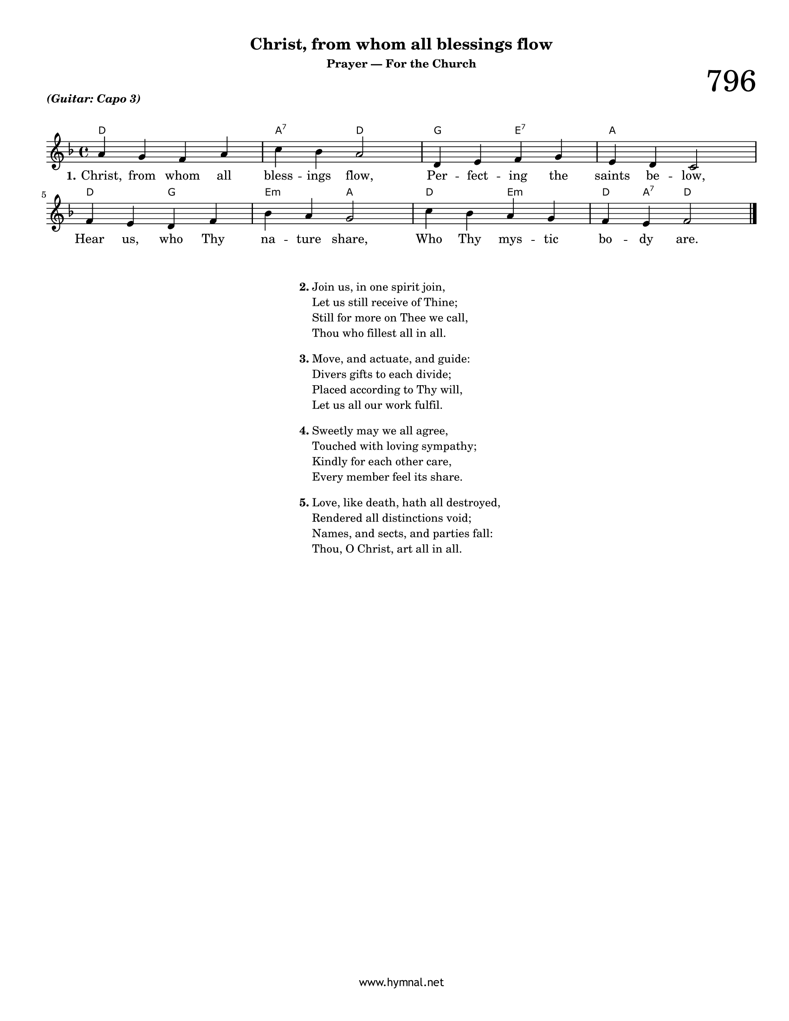 Christ, from whom all blessings flow
Prayer — For the Church
796
(Guitar: Capo 3)
D A7 D G E7 A
1. Christ, from whom all bless - ings flow, Per - fect - ing the saints be - low,
D G Em A D Em D A7 D
5
Hear us, who Thy na - ture share, Who Thy mys - tic bo - dy are.
2. Join us, in one spirit join,
Let us still receive of Thine;
Still for more on Thee we call,
Thou who fillest all in all.
3. Move, and actuate, and guide:
Divers gifts to each divide;
Placed according to Thy will,
Let us all our work fulfil.
4. Sweetly may we all agree,
Touched with loving sympathy;
Kindly for each other care,
Every member feel its share.
5. Love, like death, hath all destroyed,
Rendered all distinctions void;
Names, and sects, and parties fall:
Thou, O Christ, art all in all.
www.hymnal.net